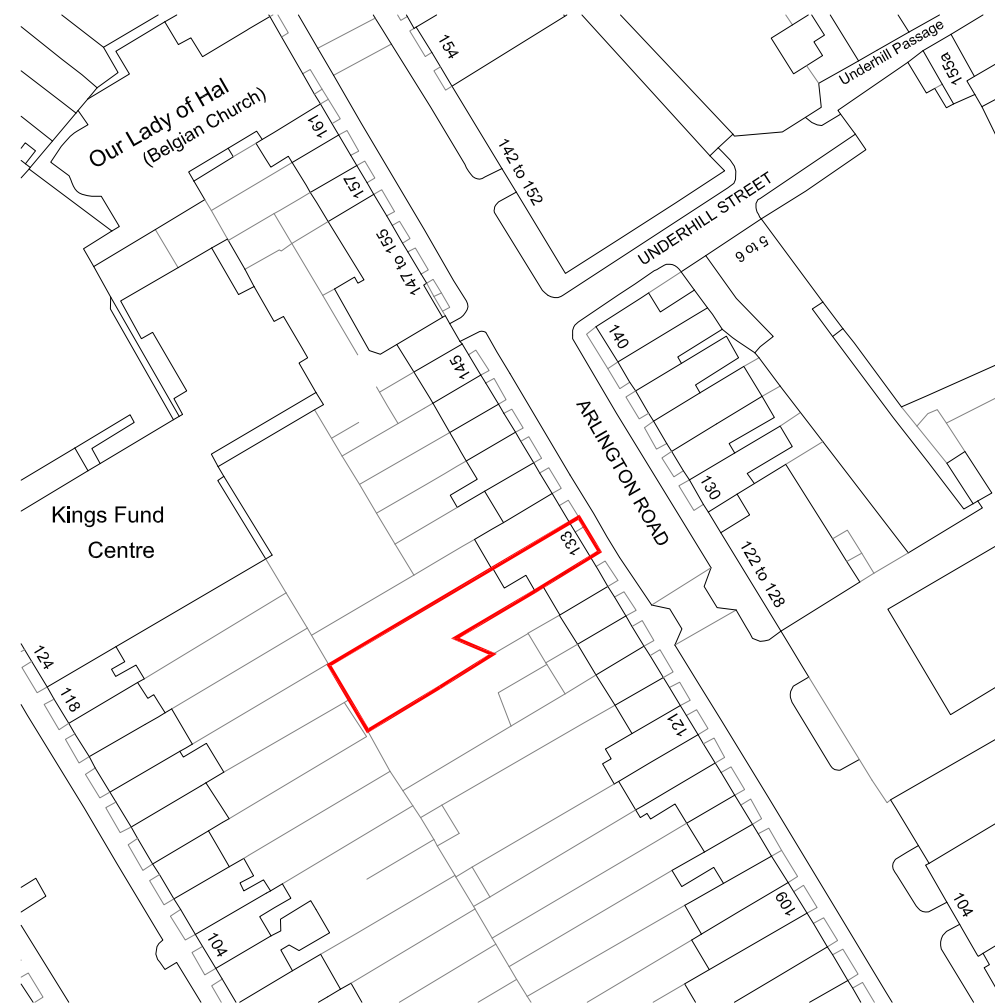 154
Underhill Passage
155a
Our Lady of Hal
(Belgian Church)
161
142 to 152
157
UNDERHILL STREET
5 to 6
147 to 155
140
145
ARLINGTON ROAD
130
Kings Fund
Centre
133
122 to 128
124
118
121
109
104
104